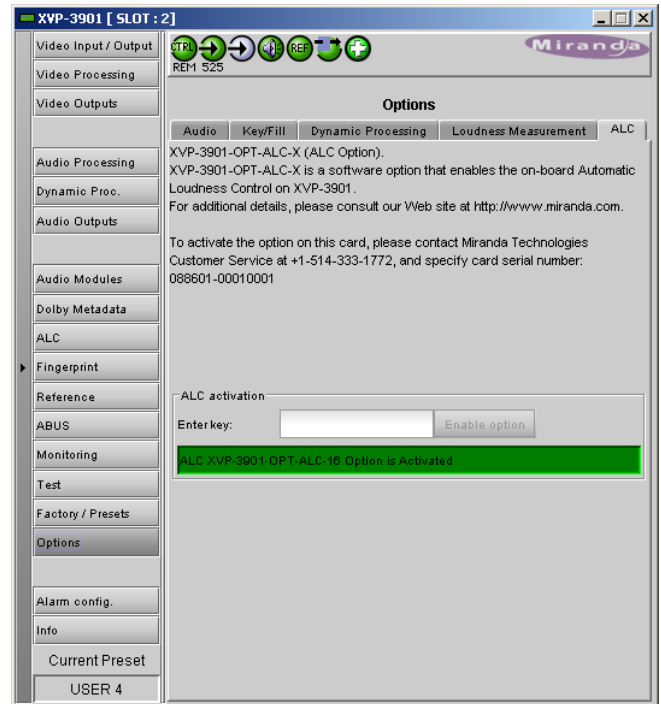 XVP-3901 [ SLOT : 2]
Video Input / Output
Video Processing
Video Outputs
Audio Processing
Dynamic Proc.
Audio Outputs
Audio Modules
Dolby Metadata
ALC
Fingerprint
Reference
ABUS
Monitoring
Test
Factory / Presets
Options
Alarm config.
Info
Current Preset
USER 4
CTRL
REF
REM 525
Miranda
Options
Audio
Key/Fill
Dynamic Processing
Loudness Measurement
ALC
XVP-3901-OPT-ALC-X (ALC Option).
XVP-3901-OPT-ALC-X is a software option that enables the on-board Automatic
Loudness Control on XVP-3901.
For additional details, please consult our Web site at http://www.miranda.com.
To activate the option on this card, please contact Miranda Technologies
Customer Service at +1-514-333-1772, and specify card serial number:
088601-00010001
ALC activation
Enter key:
Enable option
ALC XVP-3901-OPT-ALC-16 Option is Activated